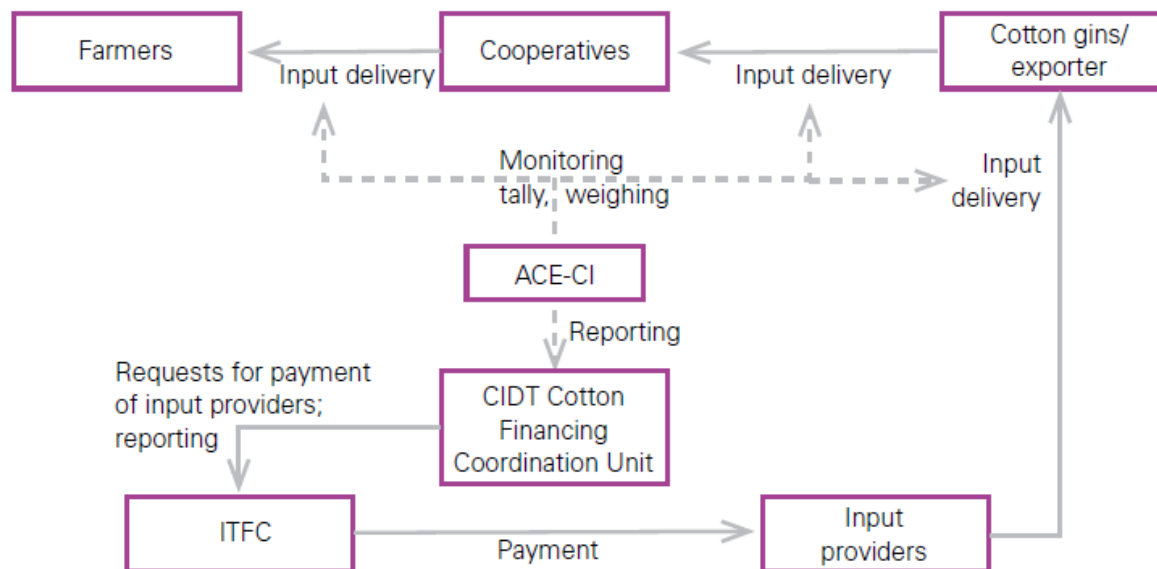 Farmers
Cooperatives
Cotton gins/
exporter
Input delivery
Input delivery
Monitoring
tally, weighing
Input
delivery
ACE-CI
Reporting
Requests for payment
of input providers;
reporting
CIDT Cotton
Financing
Coordination Unit
ITFC
Payment
Input
providers